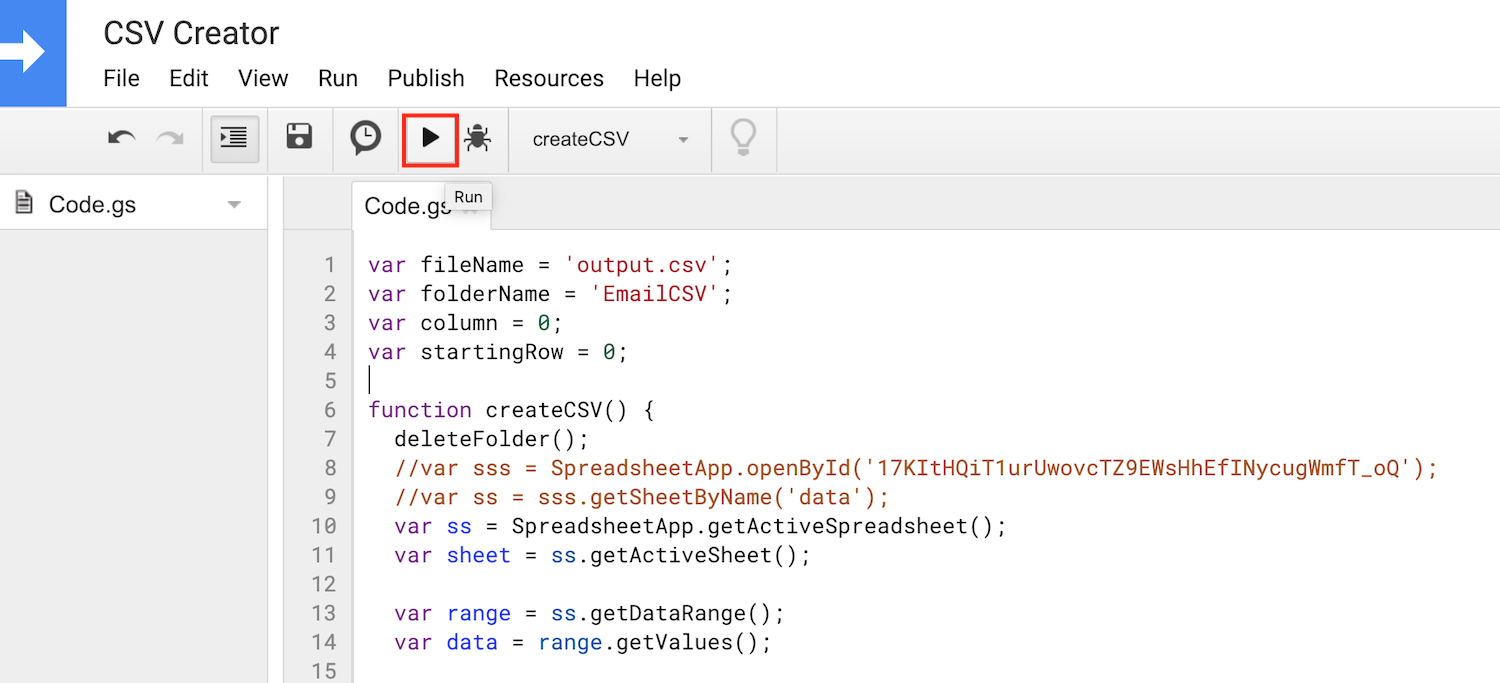 CSV Creator
File Edit View Run Publish Resources Help
createCSV
Run
Code.gs
Code.gs
1 var fileName = 'output.csv';
2 var folderName = 'EmailCSV';
3 var column = 0;
4 var startingRow = 0;
5
6 function createCSV() {
7 deleteFolder();
8 //var sss = SpreadsheetApp.openById('17KItHQiT1urUwovcTZ9EWsHhEfINycugWmfT_oQ');
9 //var ss = sss.getSheetByName('data');
10 var ss = SpreadsheetApp.getActiveSpreadsheet();
11 var sheet = ss.getActiveSheet();
12
13 var range = ss.getDataRange();
14 var data = range.getValues();
15